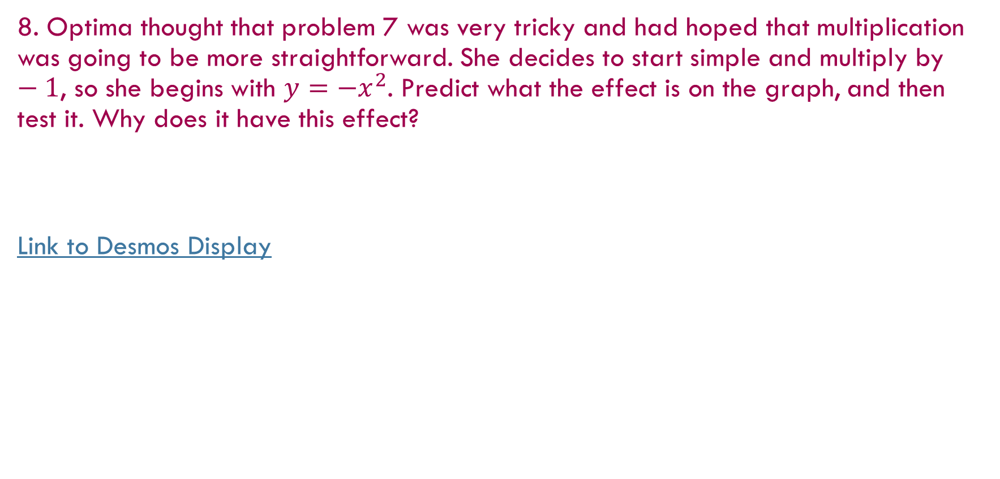 8. Optima thought that problem 7 was very tricky and had hoped that multiplication
was going to be more straightforward. She decides to start simple and multiply by
− 1, so she begins with y = −x². Predict what the effect is on the graph, and then
test it. Why does it have this effect?
Link to Desmos Display